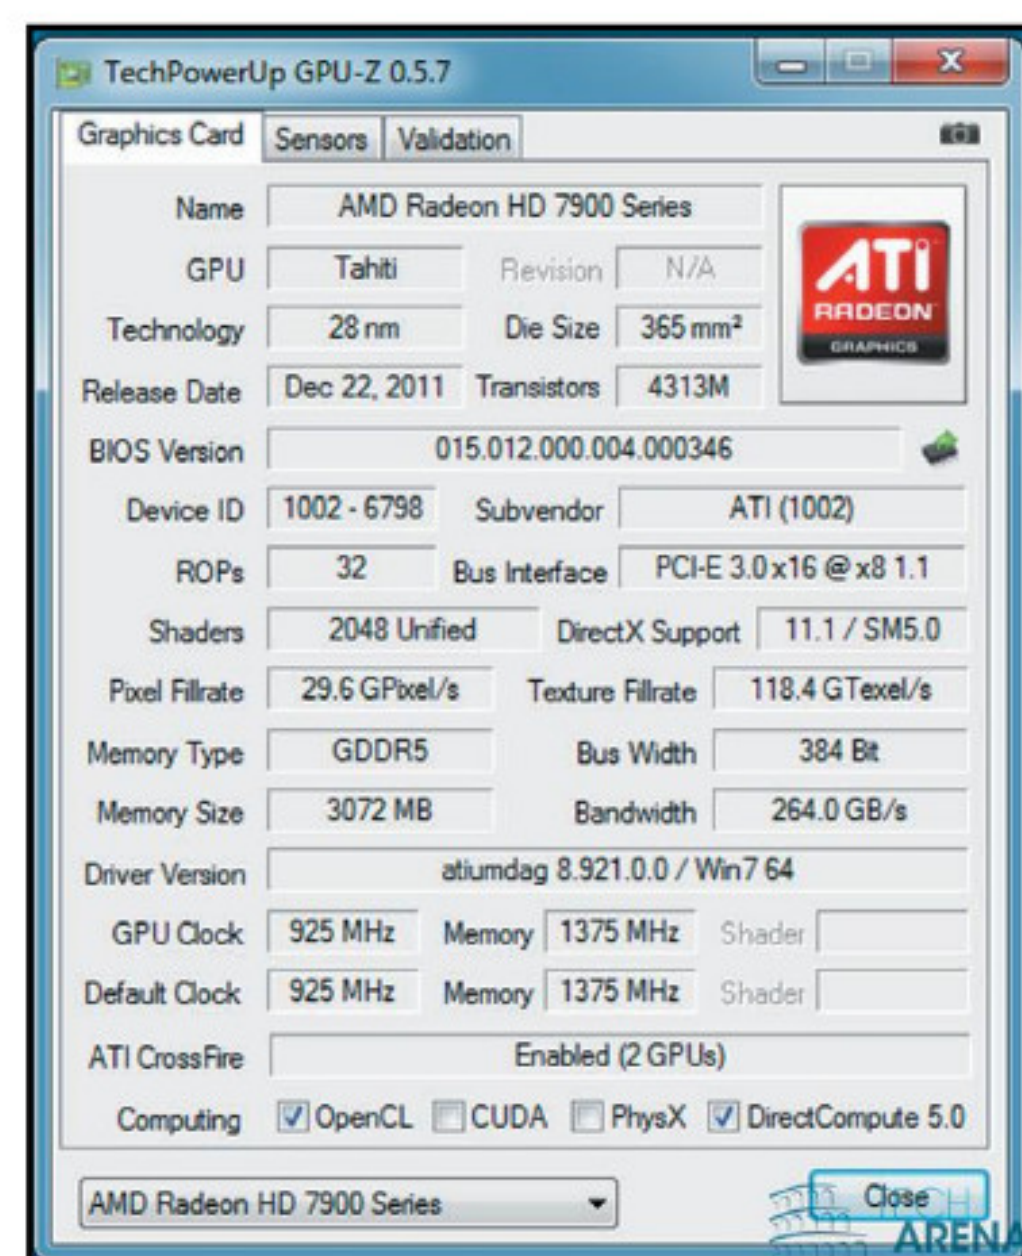 TechPowerUp GPU-Z 0.5.7
Graphics Card Sensors Validation
Name AMD Radeon HD 7900 Series
GPU Tahiti Revision N/A
ATI
RADEON
GRAPHICS
Technology 28 nm Die Size 365 mm²
Release Date Dec 22, 2011 Transistors 4313M
BIOS Version 015.012.000.004.000346
Device ID 1002 - 6798 Subvendor ATI (1002)
ROPs 32 Bus Interface PCI-E 3.0 x16 @ x8 1.1
Shaders 2048 Unified DirectX Support 11.1 / SM5.0
Pixel Fillrate 29.6 GPixel/s Texture Fillrate 118.4 GTexel/s
Memory Type GDDR5 Bus Width 384 Bit
Memory Size 3072 MB Bandwidth 264.0 GB/s
Driver Version atiumdag 8.921.0.0 / Win7 64
GPU Clock 925 MHz Memory 1375 MHz Shader
Default Clock 925 MHz Memory 1375 MHz Shader
ATI CrossFire Enabled (2 GPUs)
Computing OpenCL CUDA PhysX DirectCompute 5.0
AMD Radeon HD 7900 Series Close
ARENA